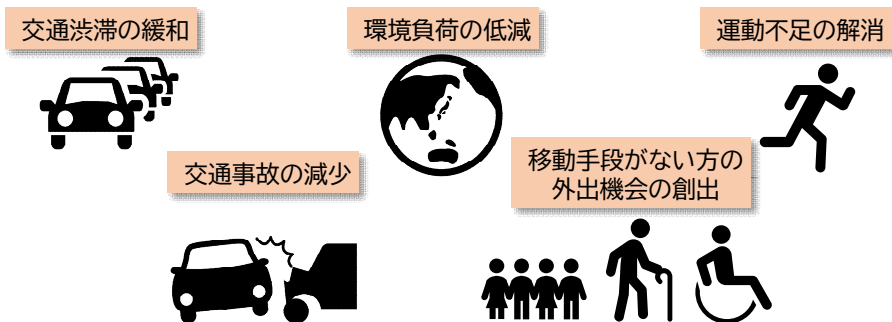 交通渋滞の緩和
環境負荷の低減
運動不足の解消
交通事故の減少
移動手段がない方の
外出機会の創出